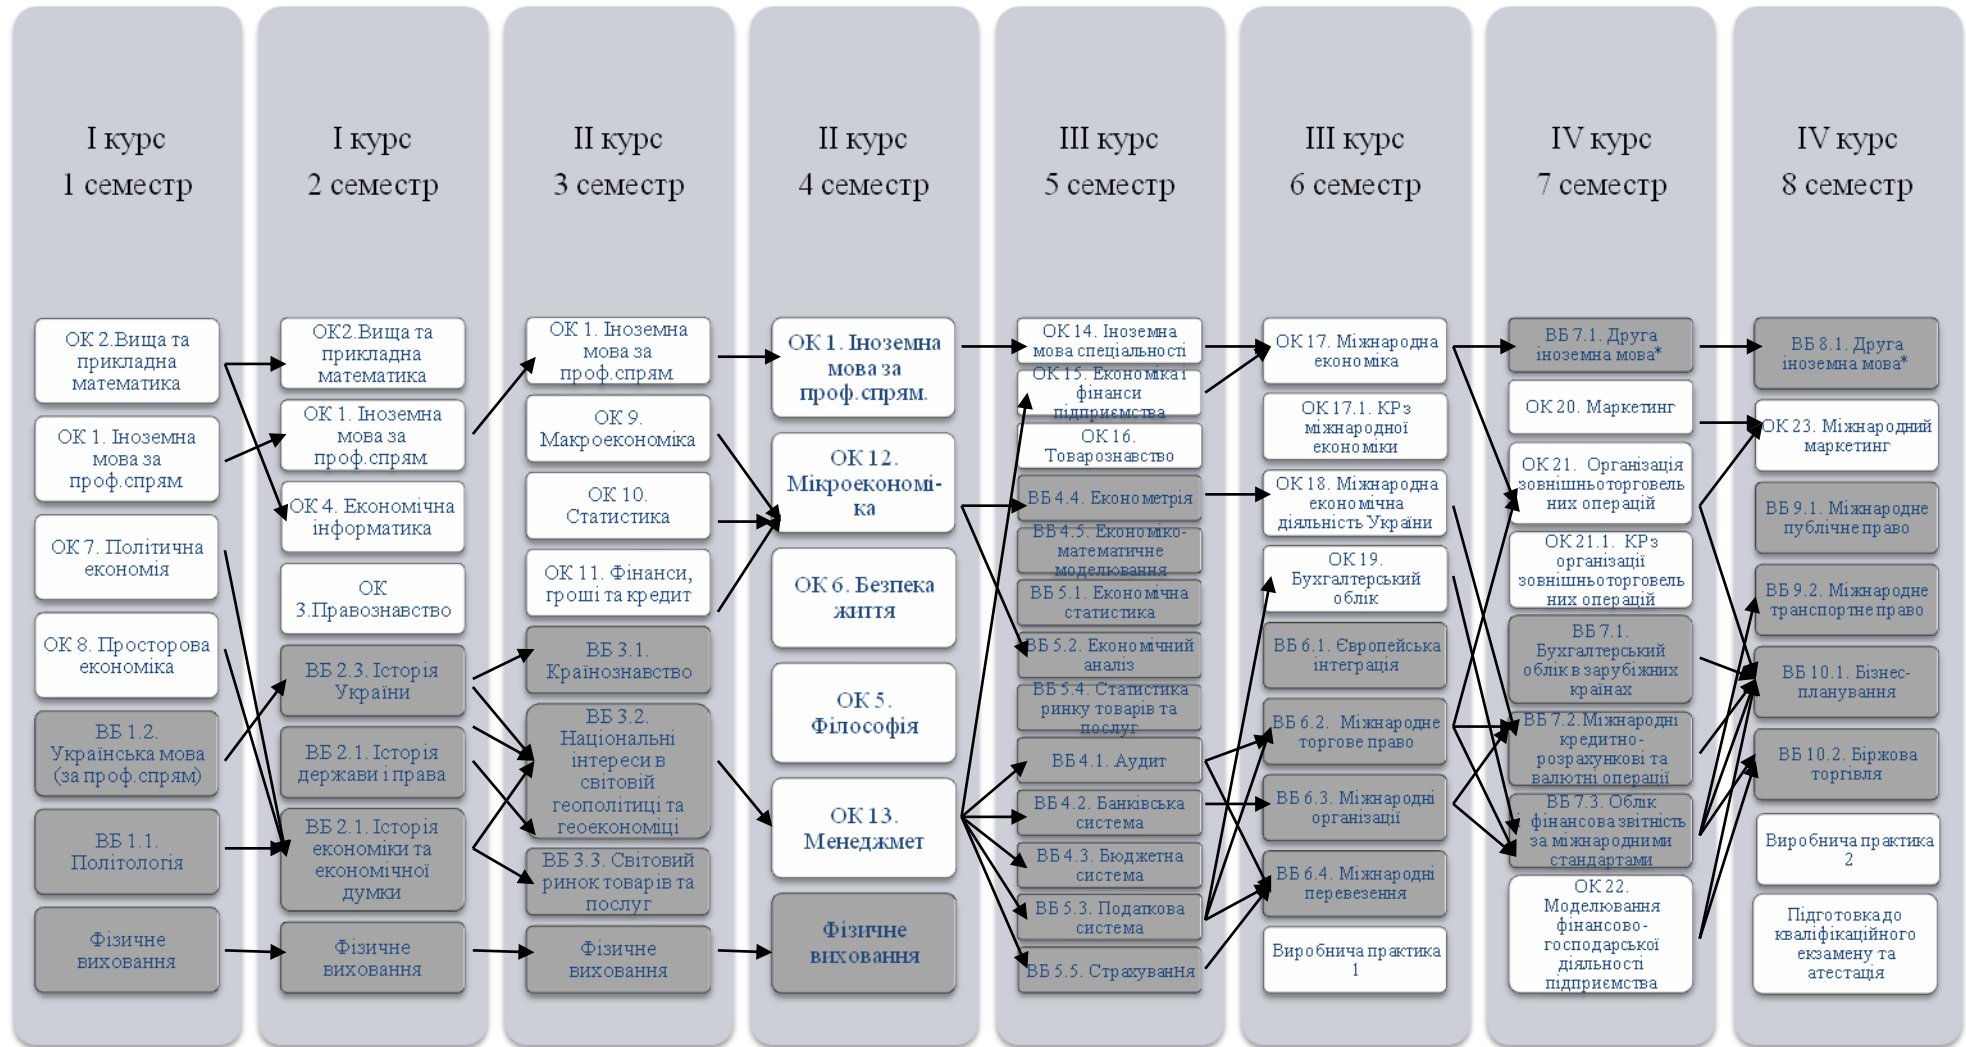 І курс
1 семестр
ОК 2.Вища та
прикладна
математика
ОК 1. Іноземна
мова за
проф.спрям.
ОК 7. Політична
економія
ОК 8. Просторова
економіка
ВБ 1.2.
Українська мова
(за проф.спрям)
ВБ 1.1.
Політологія
Фізичне
виховання
І курс
2 семестр
ОК2.Вища та
прикладна
математика
ОК 1. Іноземна
мова за
проф.спрям.
ОК 4. Економічна
інформатика
ОК
3.Правознавство
ВБ 2.3. Історія
України
ВБ 2.1. Історія
держави і права
ВБ 2.1. Історія
економіки та
економічної
думки
Фізичне
виховання
ІІ курс
3 семестр
ОК 1. Іноземна
мова за
проф.спрям.
ОК 9.
Макроекономіка
ОК 10.
Статистика
ОК 11. Фінанси,
гроші та кредит
ВБ 3.1.
Країнознавство
ВБ 3.2.
Національні
інтереси в
світовій
геополітиці та
геоекономіці
ВБ 3.3. Світовий
ринок товарів та
послуг
Фізичне
виховання
ІІ курс
4 семестр
ОК 1. Іноземна
мова за
проф.спрям.
ОК 12.
Мікроекономі-
ка
ОК 6. Безпека
життя
ОК 5.
Філософія
ОК 13.
Менеджмет
Фізичне
виховання
ІІІ курс
5 семестр
ОК 14. Іноземна
мова спеціальності
ОК 15. Економіка і
фінанси
підприємства
ОК 16.
Товарознавство
ВБ 4.4. Економетрія
ВБ 4.5. Економіко-
математичне
моделювання
ВБ 5.1. Економічна
статистика
ВБ 5.2. Економічний
аналіз
ВБ 5.4. Статистика
ринку товарів та
послуг
ВБ 4.1. Аудит
ВБ 4.2. Банківська
система
ВБ 4.3. Бюджетна
система
ВБ 5.3. Податкова
система
ВБ 5.5. Страхування
ІІІ курс
6 семестр
ОК 17. Міжнародна
економіка
ОК 17.1. КР з
міжнародної
економіки
ОК 18. Міжнародна
економічна
діяльність України
ОК 19.
Бухгалтерський
облік
ВБ 6.1. Європейська
інтеграція
ВБ 6.2. Міжнародне
торгове право
ВБ 6.3. Міжнародні
організації
ВБ 6.4. Міжнародні
перевезення
Виробнича практика
1
ІV курс
7 семестр
ВБ 7.1. Друга
іноземна мова*
ОК 20. Маркетинг
ОК 21. Організація
зовнішньоторговель
них операцій
ОК 21.1. КР з
організації
зовнішньоторговель
них операцій
ВБ 7.1.
Бухгалтерський
облік в зарубіжних
країнах
ВБ 7.2.Міжнародні
кредитно-
розрахункові та
валютні операції
ВБ 7.3. Облік
і фінансова звітність
за міжнародними
стандартами
ОК 22.
Моделювання
фінансово-
господарської
діяльності
підприємства
ІV курс
8 семестр
ВБ 8.1. Друга
іноземна мова*
ОК 23. Міжнародний
маркетинг
ВБ 9.1. Міжнародне
публічне право
ВБ 9.2. Міжнародне
транспортне право
ВБ 10.1. Бізнес-
планування
ВБ 10.2. Біржова
торгівля
Виробнича практика
2
Підготовка до
кваліфікаційного
екзамену та
атестація